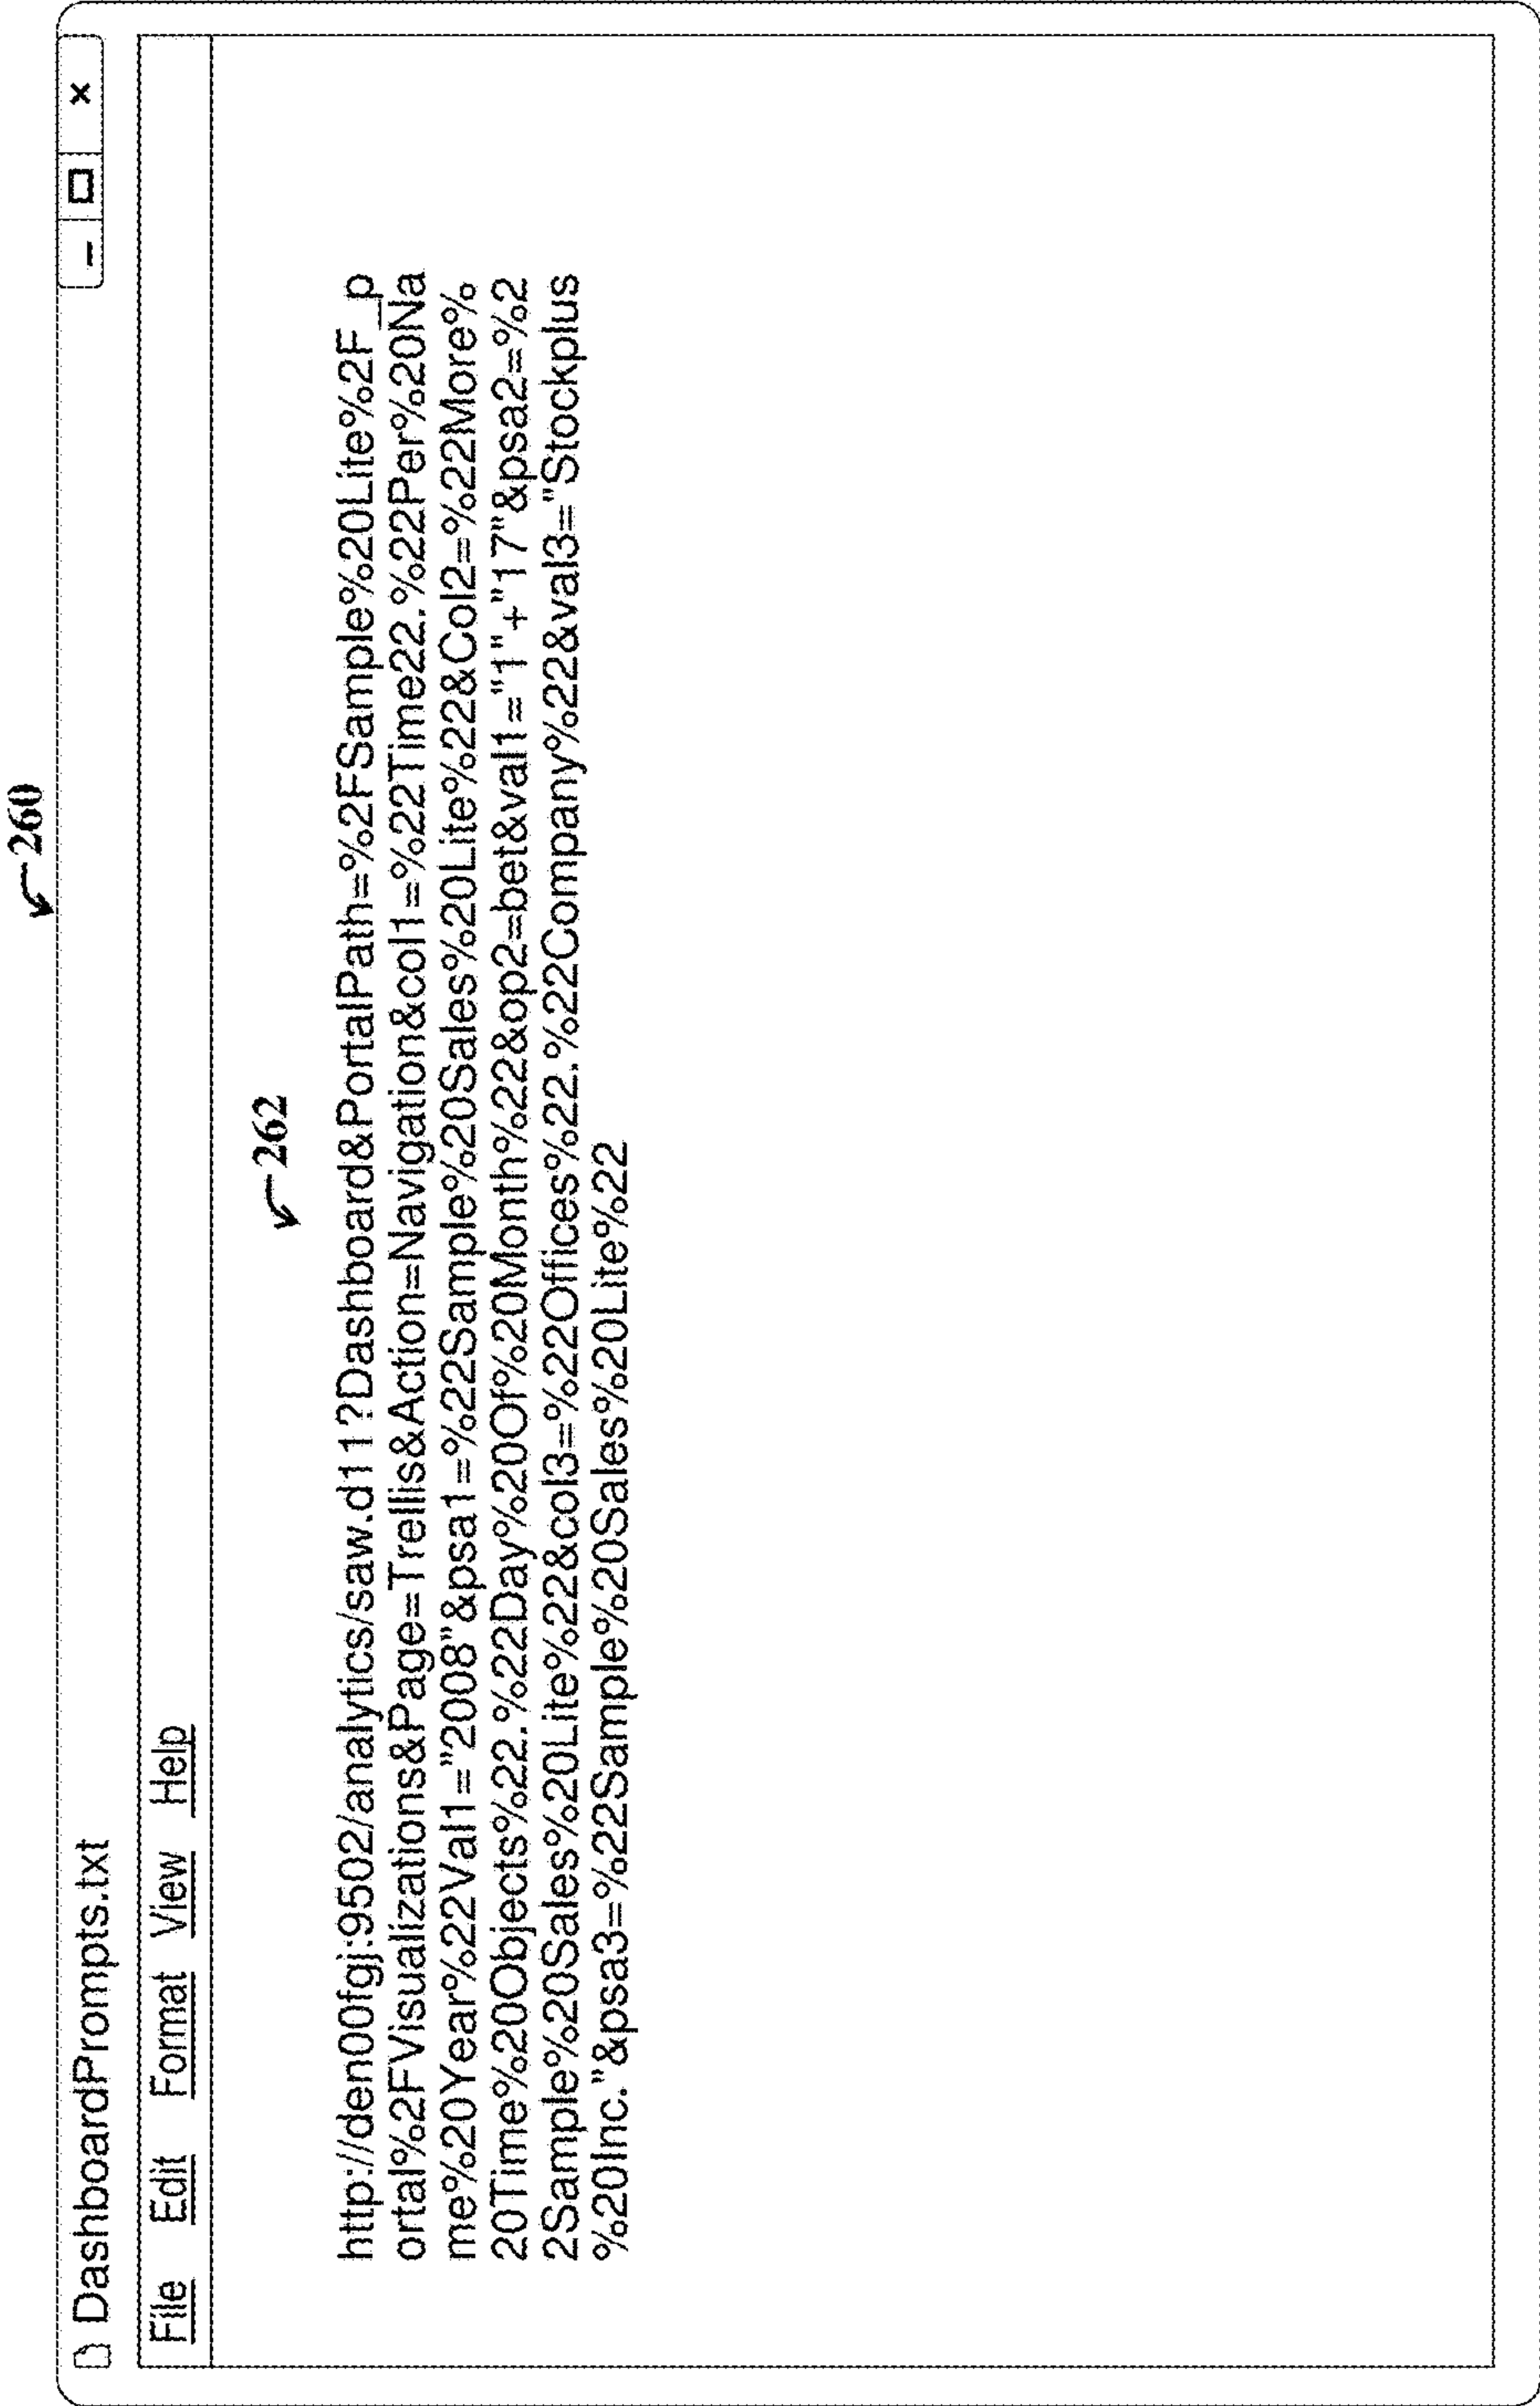 260
DashboardPrompts.txt
File Edit Format View Help
262
http://den00fgj:9502/analytics/saw.d11?Dashboard&PortalPath=%2FSample%20Lite%2F_p
ortal%2FVisualizations&Page=Trellis&Action=Navigation&col1=%22Time22.%22Per%20Na
me%20Year%22Val1="2008"&psa1=%22Sample%20Sales%20Lite%22&Col2=%22More%
20Time%20Objects%22.%22Day%20Of%20Month%22&op2=bet&val1="1"+"17"&psa2=%2
2Sample%20Sales%20Lite%22&col3=%22Offices%22.%22Company%22&val3="Stockplus
%20Inc."&psa3=%22Sample%20Sales%20Lite%22